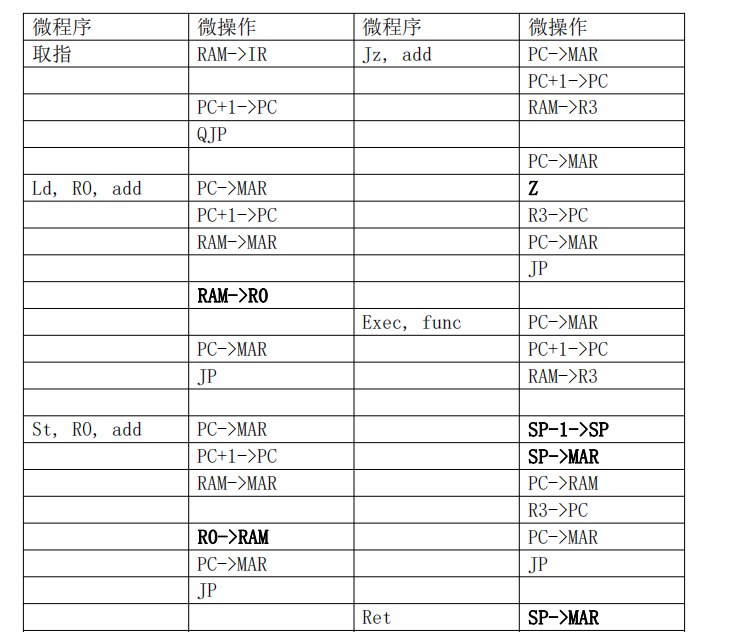 微程序 微操作 微程序 微操作
取指 RAM->IR Jz, add PC->MAR
PC+1->PC
PC+1->PC RAM->R3
QJP
PC->MAR
Ld, R0, add PC->MAR Z
PC+1->PC R3->PC
RAM->MAR PC->MAR
JP
RAM->R0
Exec, func PC->MAR
PC->MAR PC+1->PC
JP RAM->R3
St, R0, add PC->MAR SP-1->SP
PC+1->PC SP->MAR
RAM->MAR PC->RAM
R3->PC
R0->RAM PC->MAR
PC->MAR JP
JP
Ret SP->MAR